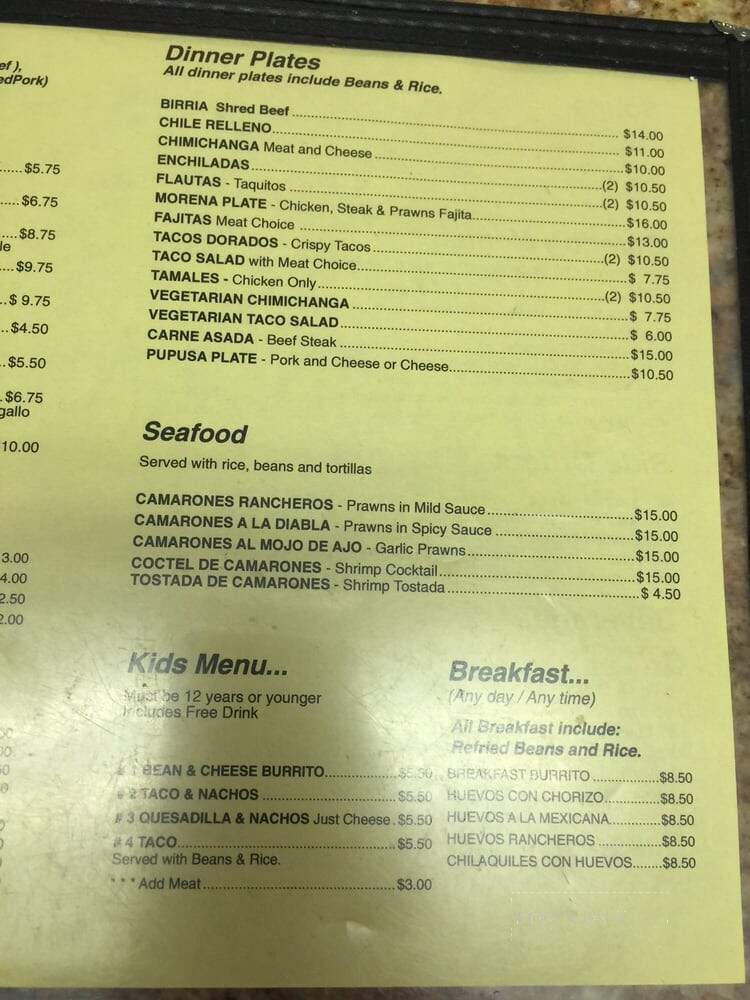 ef ),
edPork)
.....$5.75
....$6.75
....$8.75
le
....$9.75
..$ 9.75
..$4.50
..$5.50
.$6.75
gallo
10.00
3.00
4.00
2.50
2.00
Dinner Plates
All dinner plates include Beans & Rice.
BIRRIA Shred Beef ........ $14.00
CHILE RELLENO........ $11.00
CHIMICHANGA Meat and Cheese ........$10.00
ENCHILADAS........(2) $10.50
FLAUTAS - Taquitos ........(2) $10.50
MORENA PLATE - Chicken, Steak & Prawns Fajita........$16.00
FAJITAS Meat Choice ........$13.00
TACOS DORADOS - Crispy Tacos........(2) $10.50
TACO SALAD with Meat Choice........$ 7.75
TAMALES - Chicken Only........(2) $10.50
VEGETARIAN CHIMICHANGA ........$ 7.75
VEGETARIAN TACO SALAD........$ 6.00
CARNE ASADA - Beef Steak ........$15.00
PUPUSA PLATE - Pork and Cheese or Cheese........$10.50
Seafood
Served with rice, beans and tortillas
CAMARONES RANCHEROS - Prawns in Mild Sauce........$15.00
CAMARONES A LA DIABLA - Prawns in Spicy Sauce ........$15.00
CAMARONES AL MOJO DE AJO - Garlic Prawns........$15.00
COCTEL DE CAMARONES - Shrimp Cocktail........$15.00
TOSTADA DE CAMARONES - Shrimp Tostada........$ 4.50
Kids Menu...
Must be 12 years or younger
Includes Free Drink
# 1 BEAN & CHEESE BURRITO........$5.50
# 2 TACO & NACHOS ........$5.50
# 3 QUESADILLA & NACHOS Just Cheese .$5.50
# 4 TACO........$5.50
Served with Beans & Rice.
* * * Add Meat........$3.00
Breakfast...
(Any day / Any time)
All Breakfast include:
Refried Beans and Rice.
BREAKFAST BURRITO ........$8.50
HUEVOS CON CHORIZO........$8.50
HUEVOS A LA MEXICANA........$8.50
HUEVOS RANCHEROS ........$8.50
CHILAQUILES CON HUEVOS........$8.50